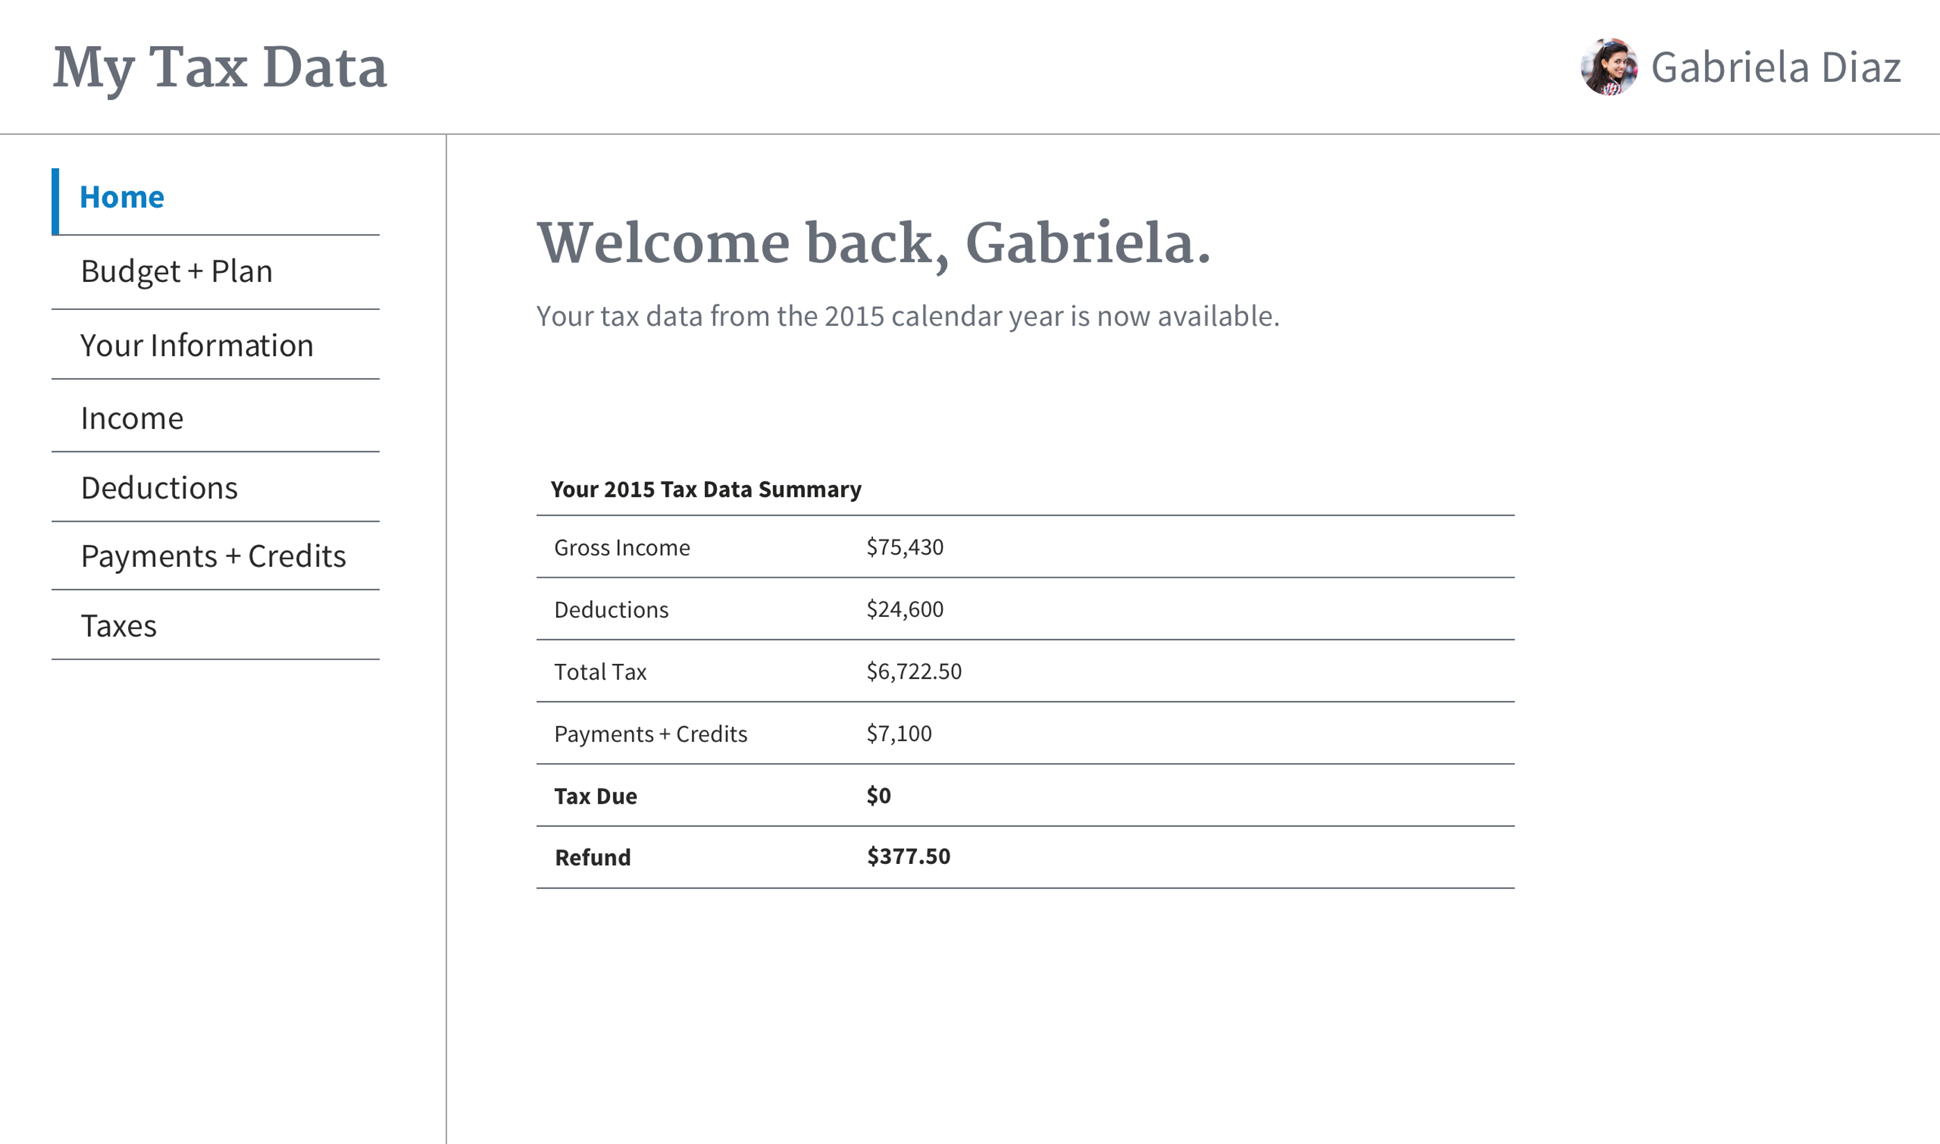 My Tax Data
Gabriela Diaz
Home
Budget + Plan
Your Information
Income
Deductions
Payments + Credits
Taxes
Welcome back, Gabriela.
Your tax data from the 2015 calendar year is now available.
Your 2015 Tax Data Summary
Gross Income $75,430
Deductions $24,600
Total Tax $6,722.50
Payments + Credits $7,100
Tax Due $0
Refund $377.50